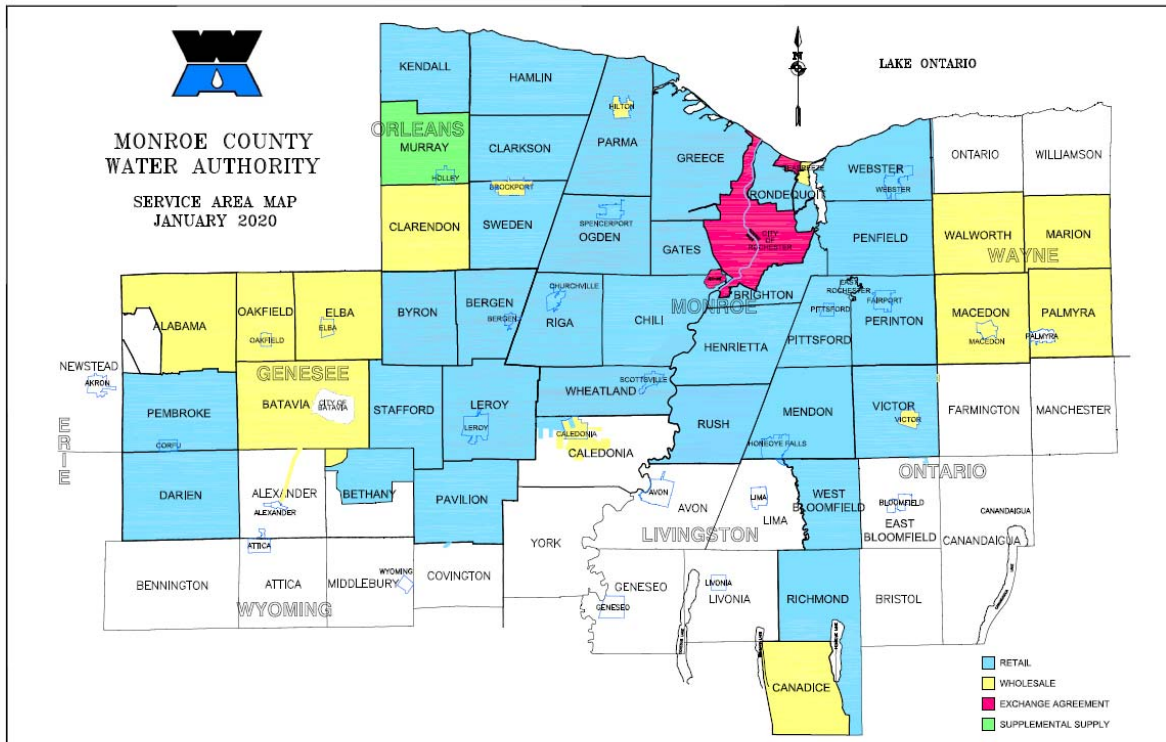 MONROE COUNTY
WATER AUTHORITY
SERVICE AREA MAP
JANUARY 2020
N
LAKE ONTARIO
KENDALL
HAMLIN
HILTON
ORLEANS
MURRAY
HOLLEY
CLARKSON
PARMA
GREECE
BROCKPORT
CLARENDON
SWEDEN
SPENCERPORT
OGDEN
GATES
IRONDEQUOIT
CITY
OF
ROCHESTER
WEBSTER
WEBSTER
ONTARIO
WILLIAMSON
PENFIELD
WALWORTH
MARION
WAYNE
ALABAMA
OAKFIELD
OAKFIELD
ELBA
ELBA
BYRON
BERGEN
BERGEN
CHURCHVILLE
RIGA
CHILI
MONROE
BRIGHTON
EAST
ROCHESTER
PITTSFORD
FAIRPORT
PERINTON
MACEDON
MACEDON
PALMYRA
PALMYRA
HENRIETTA
PITTSFORD
NEWSTEAD
AKRON
GENESEE
PEMBROKE
CORFU
BATAVIA
CITY OF
BATAVIA
STAFFORD
LEROY
LEROY
WHEATLAND
SCOTTSVILLE
CALEDONIA
CALEDONIA
RUSH
MENDON
HONEOYE FALLS
VICTOR
VICTOR
FARMINGTON
MANCHESTER
ERIE
DARIEN
ALEXANDER
ALEXANDER
BETHANY
PAVILION
AVON
AVON
LIMA
LIMA
WEST
BLOOMFIELD
ONTARIO
BLOOMFIELD
EAST
BLOOMFIELD
CANANDAIGUA
CANANDAIGUA
LIVINGSTON
YORK
ATTICA
BENNINGTON
ATTICA
MIDDLEBURY
WYOMING
COVINGTON
WYOMING
GENESEO
GENESEO
LIVONIA
LIVONIA
RICHMOND
BRISTOL
CANADICE
RETAIL
WHOLESALE
EXCHANGE AGREEMENT
SUPPLEMENTAL SUPPLY